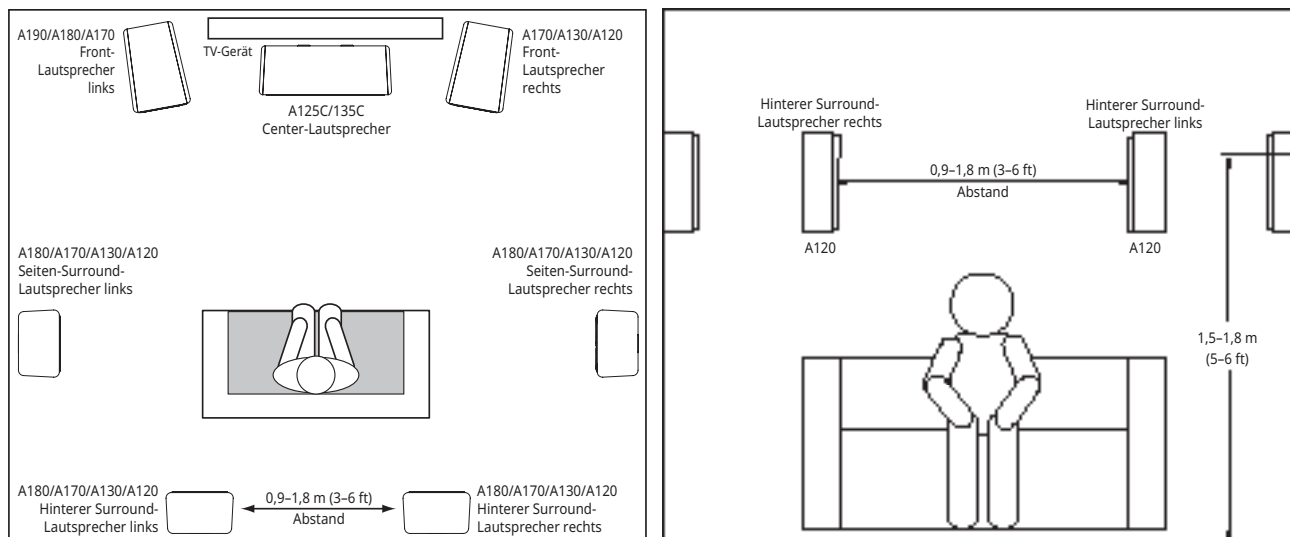 A190/A180/A170
Front-
Lautsprecher
links
TV-Gerät
A170/A130/A120
Front-
Lautsprecher
rechts
A125C/135C
Center-Lautsprecher
A180/A170/A130/A120
Seiten-Surround-
Lautsprecher links
A180/A170/A130/A120
Seiten-Surround-
Lautsprecher rechts
A180/A170/A130/A120
Hinterer Surround-
Lautsprecher links
0,9–1,8 m (3–6 ft)
Abstand
A180/A170/A130/A120
Hinterer Surround-
Lautsprecher rechts
Hinterer Surround-
Lautsprecher rechts
Hinterer Surround-
Lautsprecher links
0,9–1,8 m (3–6 ft)
Abstand
A120
A120
1,5–1,8 m
(5–6 ft)